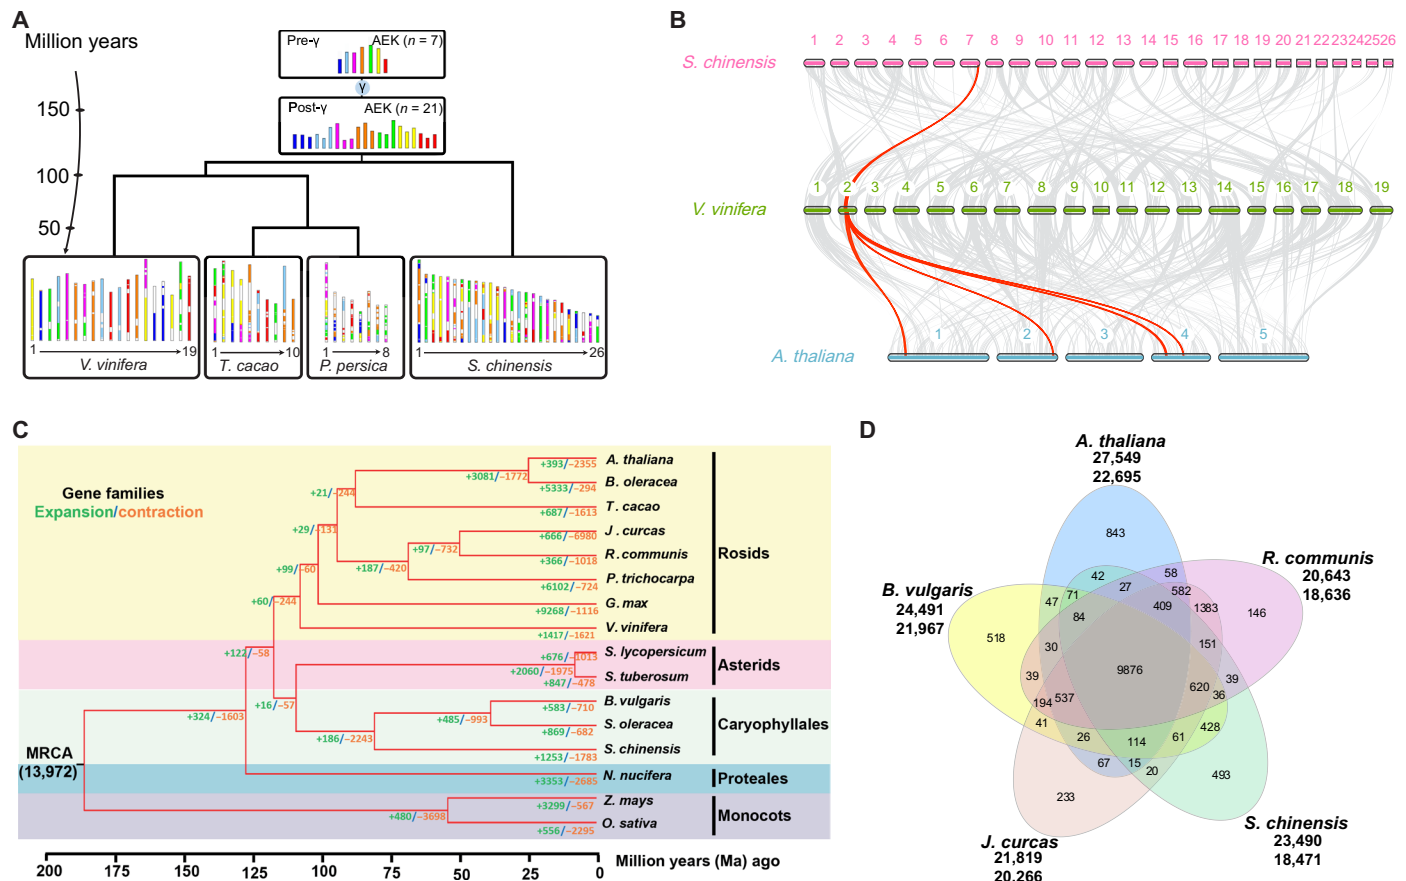 A
Million years
150
100
50
Pre-γ AEK (n = 7)
γ
Post-γ AEK (n = 21)
1 19
V. vinifera
1 10
T. cacao
1 8
P. persica
1 26
S. chinensis
B
1 2 3 4 5 6 7 8 9 10 11 12 13 14 15 16 17 18 19 20 21 22 23 24 25 26
S. chinensis
1 2 3 4 5 6 7 8 9 10 11 12 13 14 15 16 17 18 19
V. vinifera
1 2 3 4 5
A. thaliana
C
Gene families
Expansion/contraction
MRCA
(13,972)
+324/−1603
+122/−58
+60/−244
+99/−60
+29/−131
+21/−244
+3081/−1772
+393/−2355
A. thaliana
+5333/−294
B. oleracea
+687/−1613
T. cacao
+187/−420
+97/−732
+666/−6980
J. curcas
+366/−1018
R. communis
+6102/−724
P. trichocarpa
+9268/−1116
G. max
+1417/−1621
V. vinifera
Rosids
+16/−57
+2060/−1975
+676/−1013
S. lycopersicum
+847/−478
S. tuberosum
Asterids
+186/−2243
+485/−993
+583/−710
B. vulgaris
+869/−682
S. oleracea
+1253/−1783
S. chinensis
Caryophyllales
+3353/−2685
N. nucifera
Proteales
+480/−3698
+3299/−567
Z. mays
+556/−2295
O. sativa
Monocots
200 175 150 125 100 75 50 25 0
Million years (Ma) ago
D
A. thaliana
27,549
22,695
R. communis
20,643
18,636
B. vulgaris
24,491
21,967
S. chinensis
23,490
18,471
J. curcas
21,819
20,266
843
42
58
27
582
47
71
409
1383
146
84
518
30
151
39
9876
39
620
36
194
537
41
428
26
114
61
67
15
20
493
233